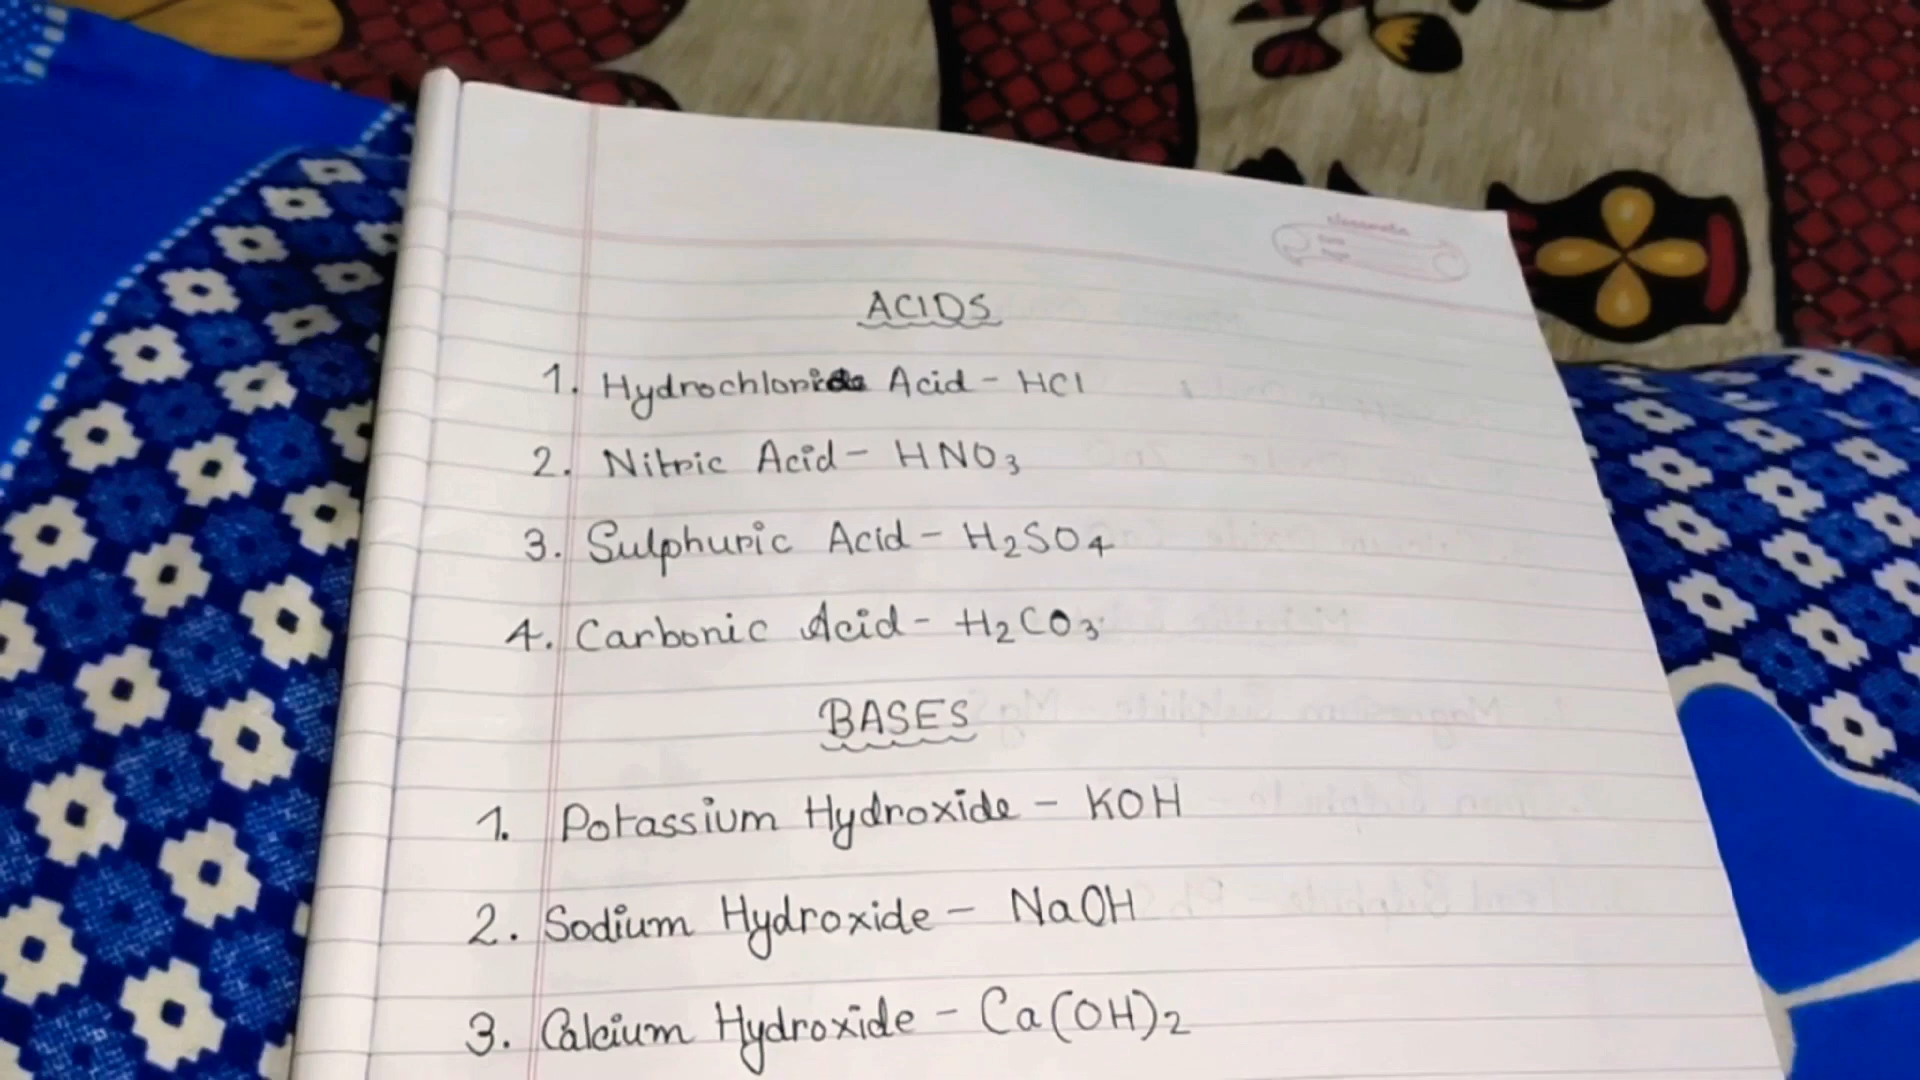 classmate
ACIDS
1. Hydrochloric Acid - HCl
2. Nitric Acid - HNO3
3. Sulphuric Acid - H2SO4
4. Carbonic Acid - H2CO3
BASES
1. Potassium Hydroxide - KOH
2. Sodium Hydroxide - NaOH
3. Calcium Hydroxide - Ca(OH)2